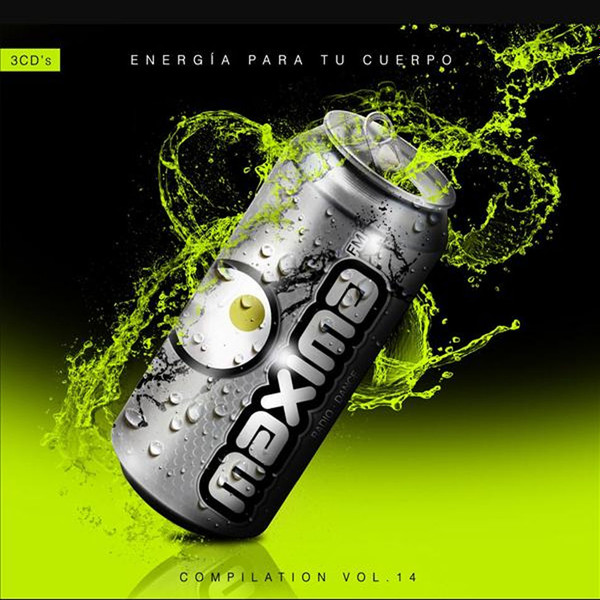 3CD's
ENERGÍA PARA TU CUERPO
FM
maxima
RADIO · DANCE
COMPILATION VOL.14